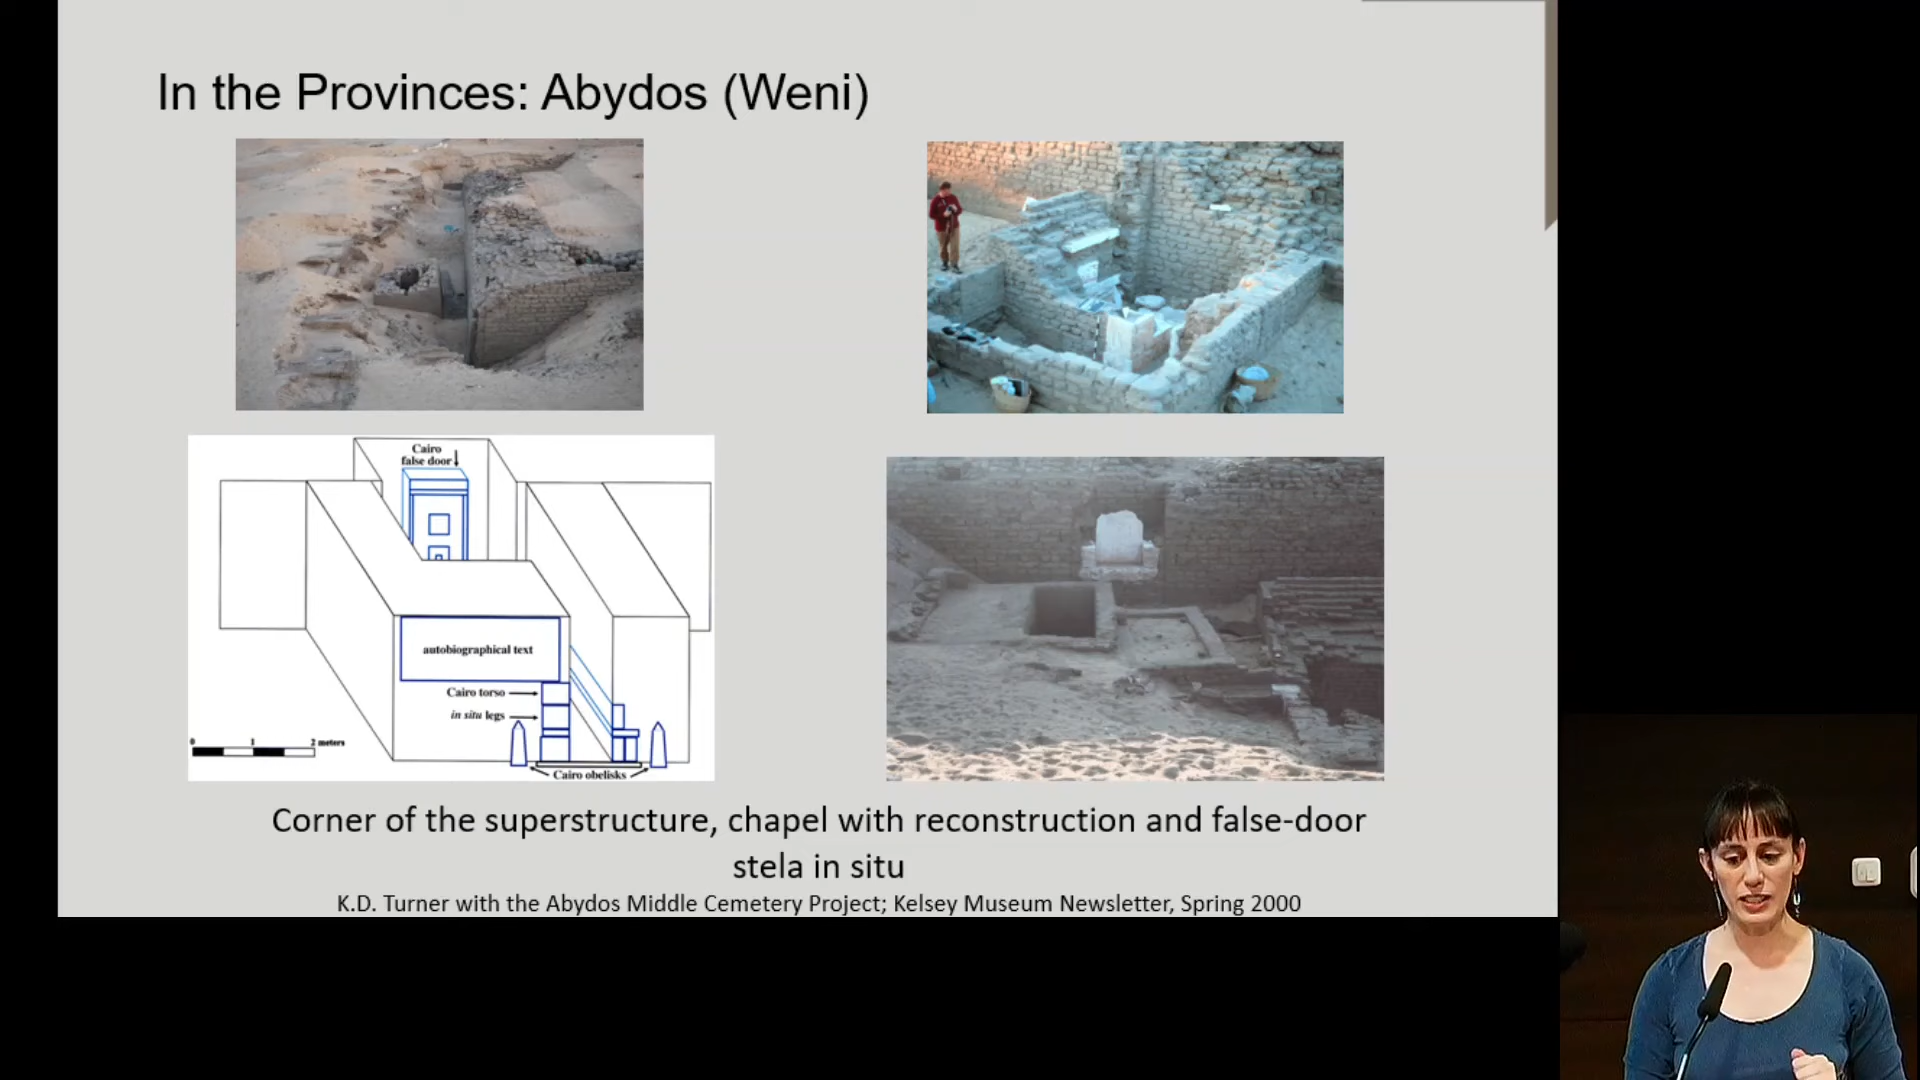 In the Provinces: Abydos (Weni)
Cairo
false door
autobiographical text
Cairo torso
in situ legs
0 1 2 meters
Cairo obelisks
Corner of the superstructure, chapel with reconstruction and false-door
stela in situ
K.D. Turner with the Abydos Middle Cemetery Project; Kelsey Museum Newsletter, Spring 2000